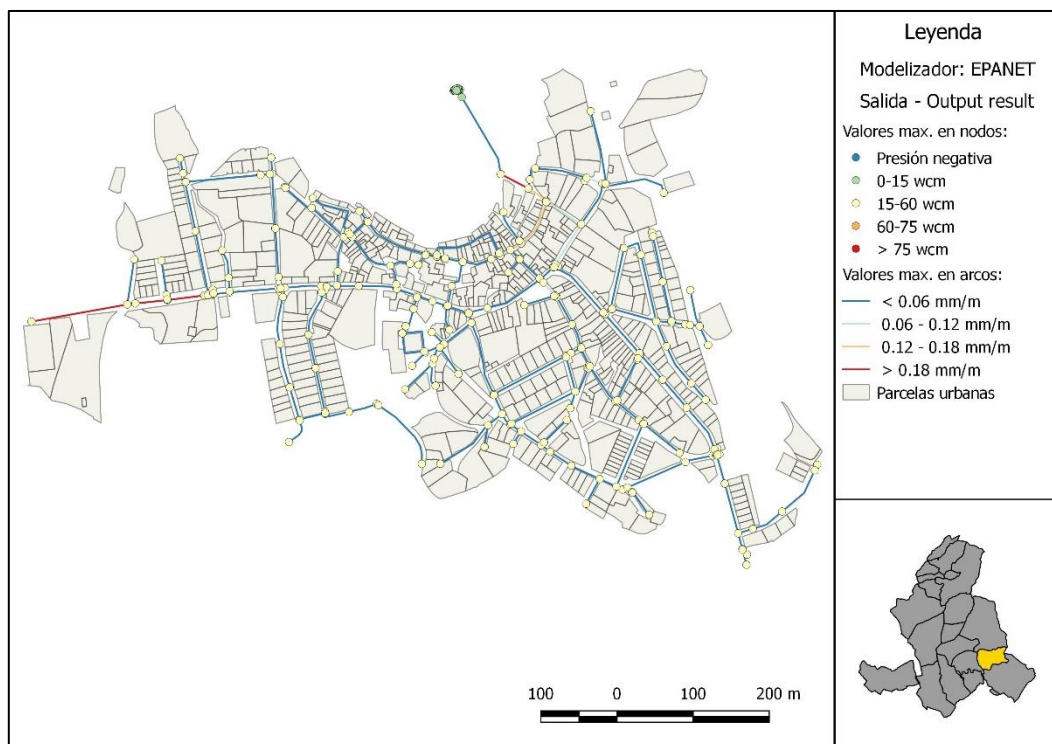 Leyenda
Modelizador: EPANET
Salida - Output result
Valores max. en nodos:
Presión negativa
0-15 wcm
15-60 wcm
60-75 wcm
> 75 wcm
Valores max. en arcos:
< 0.06 mm/m
0.06 - 0.12 mm/m
0.12 - 0.18 mm/m
> 0.18 mm/m
Parcelas urbanas
100 0 100 200 m